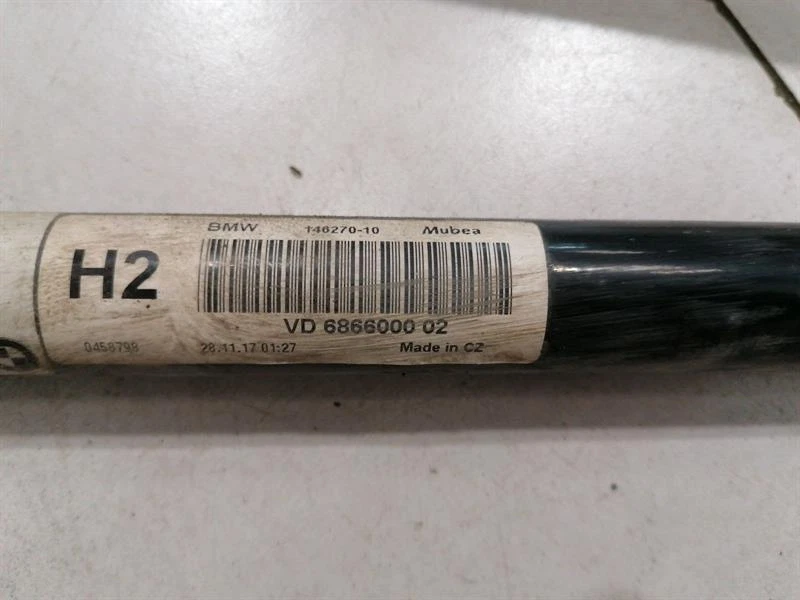 BMW 146270-10 Mubea
H2
VD 6866000 02
0458798 28.11.17 01:27 Made in CZ